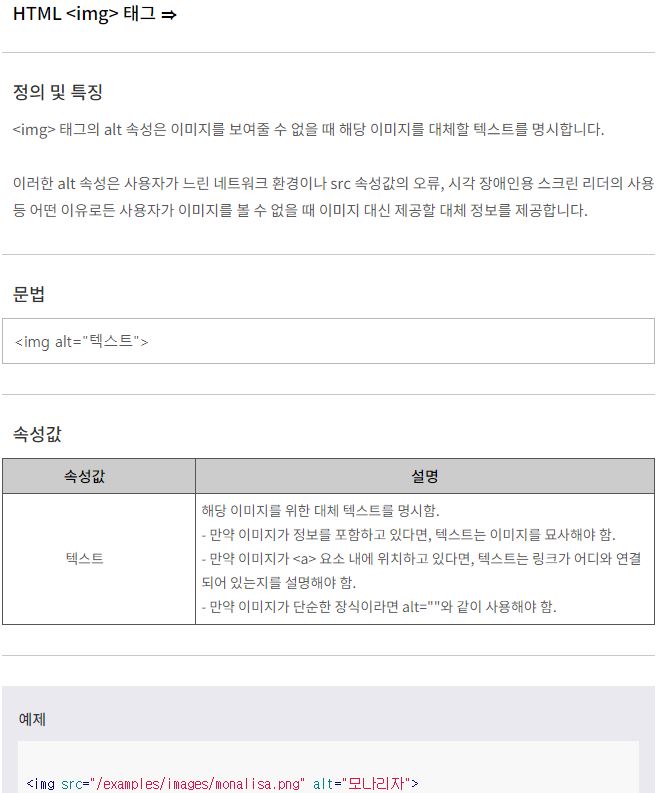 HTML <img> 태그 ⇒
정의 및 특징
<img> 태그의 alt 속성은 이미지를 보여줄 수 없을 때 해당 이미지를 대체할 텍스트를 명시합니다.
이러한 alt 속성은 사용자가 느린 네트워크 환경이나 src 속성값의 오류, 시각 장애인용 스크린 리더의 사용
등 어떤 이유로든 사용자가 이미지를 볼 수 없을 때 이미지 대신 제공할 대체 정보를 제공합니다.
문법
<img alt="텍스트">
속성값
속성값 설명
해당 이미지를 위한 대체 텍스트를 명시함.
- 만약 이미지가 정보를 포함하고 있다면, 텍스트는 이미지를 묘사해야 함.
텍스트
- 만약 이미지가 <a> 요소 내에 위치하고 있다면, 텍스트는 링크가 어디와 연결
되어 있는지를 설명해야 함.
- 만약 이미지가 단순한 장식이라면 alt=""와 같이 사용해야 함.
예제
<img src="/examples/images/monalisa.png" alt="모나리자">